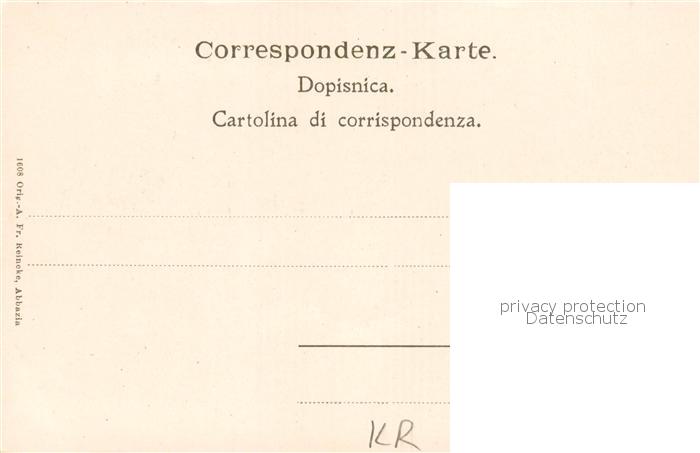 Correspondenz-Karte.
Dopisnica.
Cartolina di corrispondenza.
1608 Orig.-A. Fr. Reincke, Abbazia
privacy protection
Datenschutz
KR